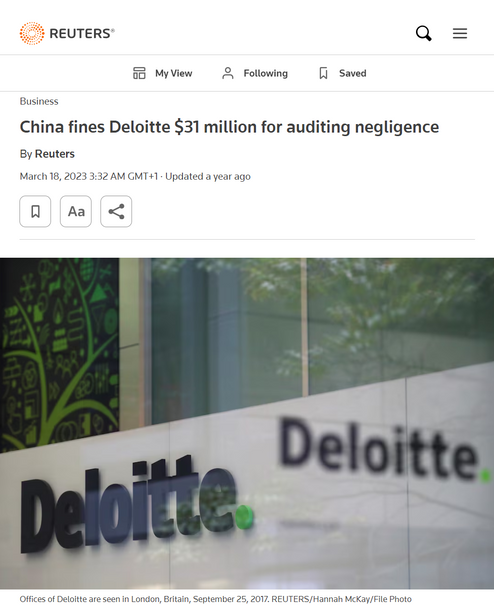 REUTERS®
My View
Following
Saved
Business
China fines Deloitte $31 million for auditing negligence
By Reuters
March 18, 2023 3:32 AM GMT+1 · Updated a year ago
Aa
Deloitte.
Deloitte.
Offices of Deloitte are seen in London, Britain, September 25, 2017. REUTERS/Hannah McKay/File Photo